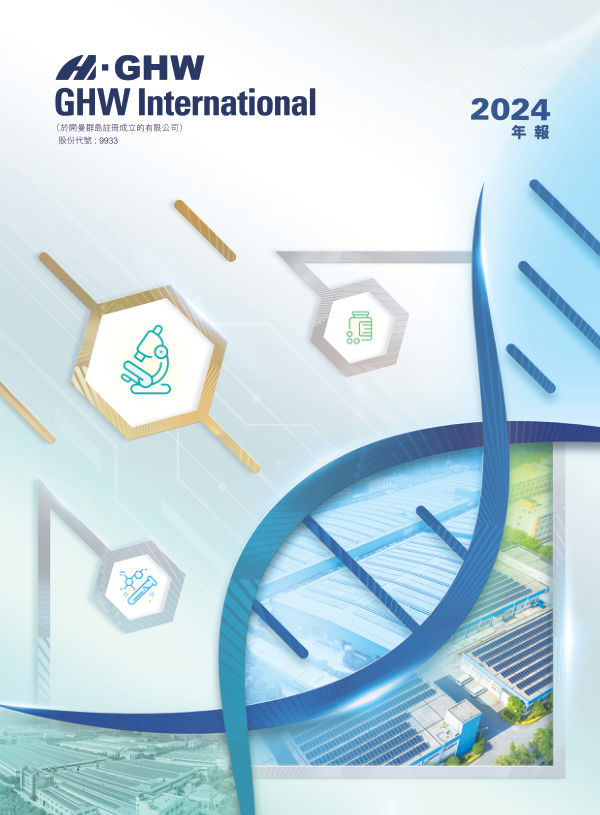 H·GHW
GHW International
（於開曼群島註冊成立的有限公司）
股份代號 : 9933
2024
年 報